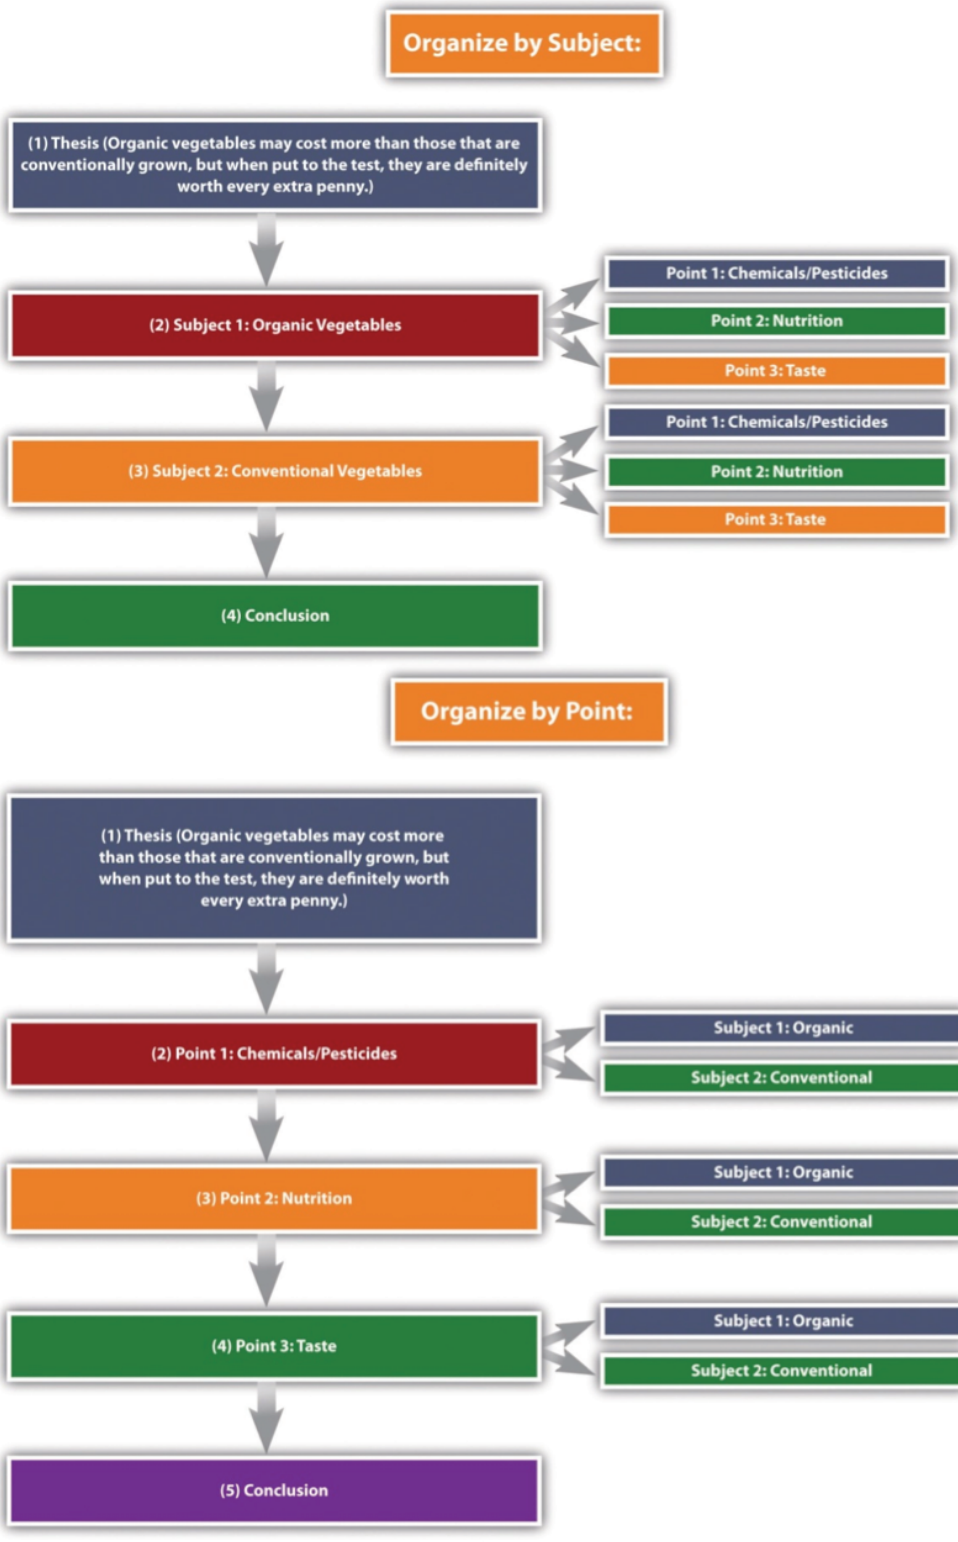 Organize by Subject:
(1) Thesis (Organic vegetables may cost more than those that are
conventionally grown, but when put to the test, they are definitely
worth every extra penny.)
(2) Subject 1: Organic Vegetables
Point 1: Chemicals/Pesticides
Point 2: Nutrition
Point 3: Taste
(3) Subject 2: Conventional Vegetables
Point 1: Chemicals/Pesticides
Point 2: Nutrition
Point 3: Taste
(4) Conclusion
Organize by Point:
(1) Thesis (Organic vegetables may cost more
than those that are conventionally grown, but
when put to the test, they are definitely worth
every extra penny.)
(2) Point 1: Chemicals/Pesticides
Subject 1: Organic
Subject 2: Conventional
(3) Point 2: Nutrition
Subject 1: Organic
Subject 2: Conventional
(4) Point 3: Taste
Subject 1: Organic
Subject 2: Conventional
(5) Conclusion